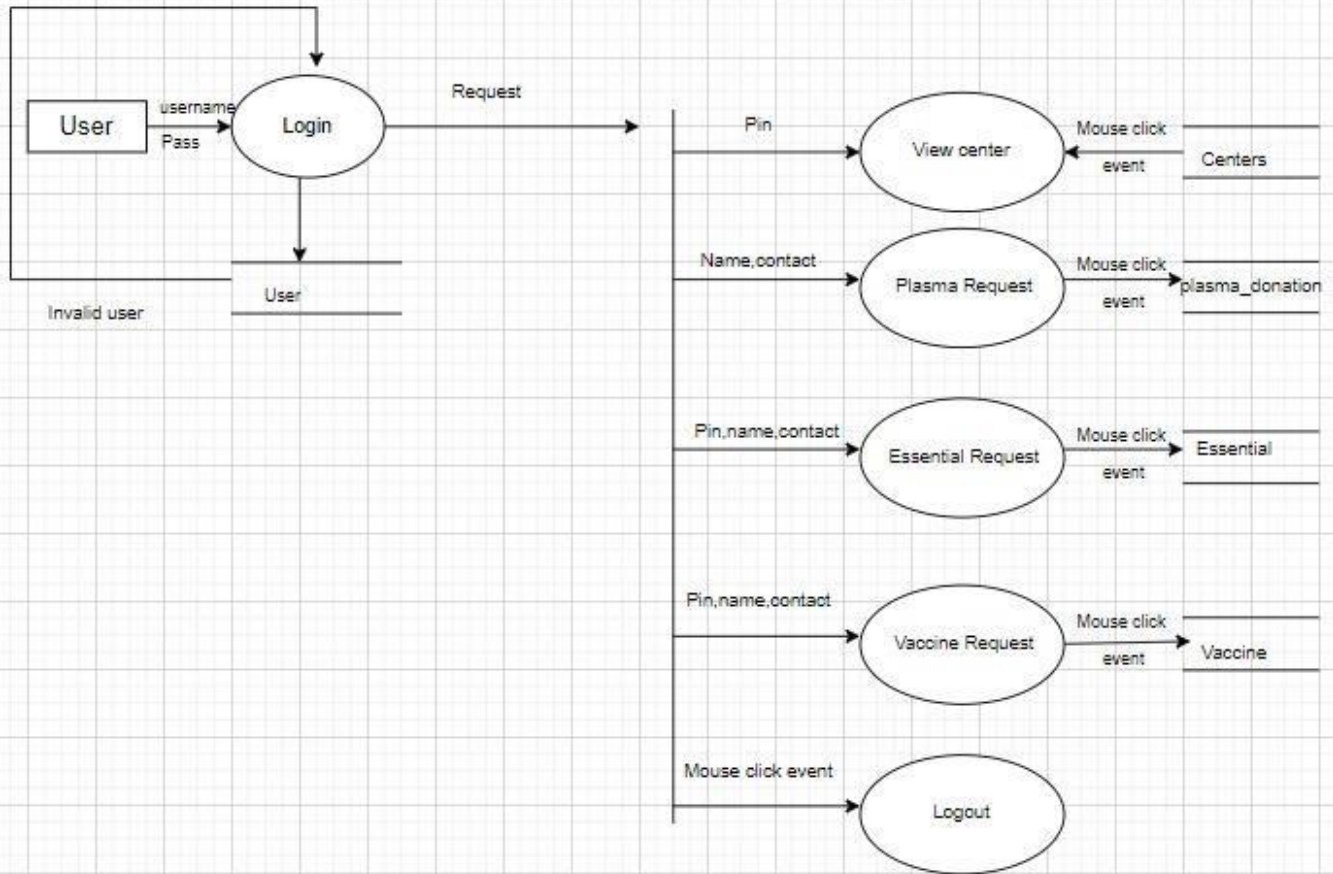 User
username
Pass
Login
Request
User
Invalid user
Pin
View center
Mouse click
event
Centers
Name,contact
Plasma Request
Mouse click
event
plasma_donation
Pin,name,contact
Essential Request
Mouse click
event
Essential
Pin,name,contact
Vaccine Request
Mouse click
event
Vaccine
Mouse click event
Logout